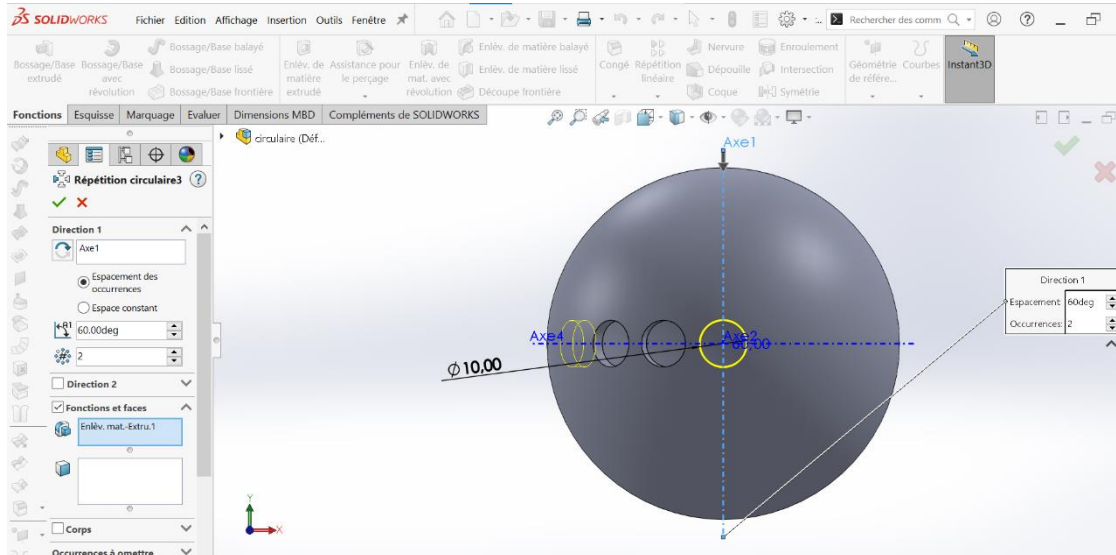 SOLIDWORKS Fichier Edition Affichage Insertion Outils Fenêtre Rechercher des comm
Bossage/Base extrudé
Bossage/Base avec révolution
Bossage/Base balayé
Bossage/Base lissé
Bossage/Base frontière
Enlèv. de matière extrudé
Assistance pour le perçage
Enlèv. de mat. avec révolution
Enlèv. de matière balayé
Enlèv. de matière lissé
Découpe frontière
Congé
Répétition linéaire
Nervure
Dépouille
Coque
Enroulement
Intersection
Symétrie
Géométrie de référe...
Courbes
Instant3D
Fonctions Esquisse Marquage Evaluer Dimensions MBD Compléments de SOLIDWORKS
circulaire (Déf...
Répétition circulaire3
Direction 1
Axe1
Espacement des occurrences
Espace constant
60.00deg
2
Direction 2
Fonctions et faces
Enlèv. mat.-Extru.1
Corps
Occurrences à omettre
Axe1
Axe4
Axe2
Ø10,00
Direction 1
Espacement: 60deg
Occurrences: 2
Y
X